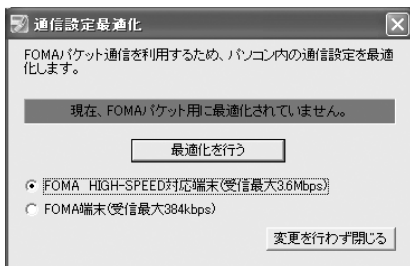 通信設定最適化
FOMAパケット通信を利用するため、パソコン内の通信設定を最適
化します。
現在、FOMAパケット用に最適化されていません。
最適化を行う
FOMA HIGH-SPEED対応端末(受信最大3.6Mbps)
FOMA端末(受信最大384kbps)
変更を行わず閉じる